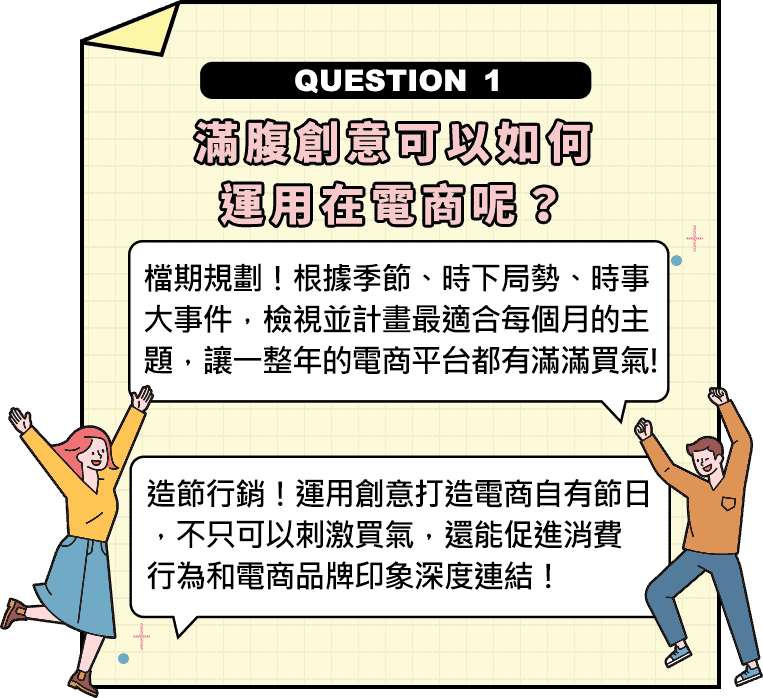 QUESTION 1
滿腹創意可以如何
運用在電商呢？
檔期規劃！根據季節、時下局勢、時事
大事件，檢視並計畫最適合每個月的主
題，讓一整年的電商平台都有滿滿買氣!
造節行銷！運用創意打造電商自有節日
，不只可以刺激買氣，還能促進消費
行為和電商品牌印象深度連結！